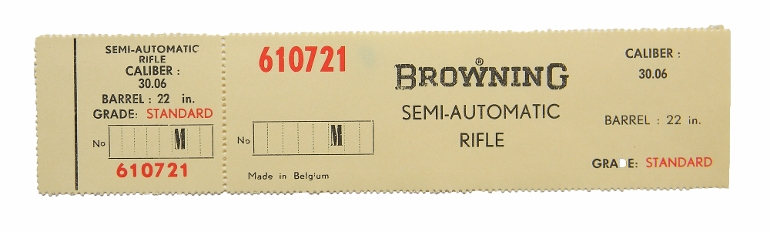 SEMI-AUTOMATIC
RIFLE
CALIBER :
30.06
BARREL : 22 in.
GRADE: STANDARD
No M
610721
610721
No M
Made in Belgium
BROWNING
®
SEMI-AUTOMATIC
RIFLE
CALIBER :
30.06
BARREL : 22 in.
GRADE: STANDARD